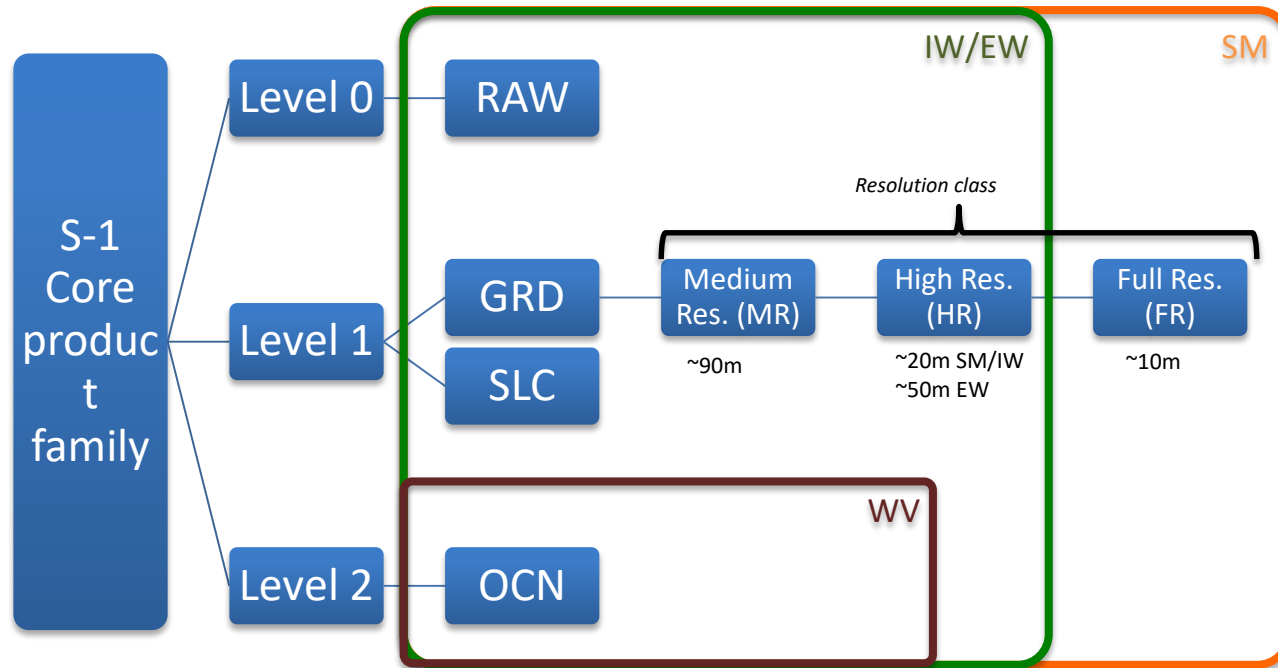 IW/EW
SM
S-1
Core
produc
t
family
Level 0
RAW
Resolution class
Level 1
GRD
Medium
Res. (MR)
High Res.
(HR)
Full Res.
(FR)
~90m
~20m SM/IW
~50m EW
~10m
SLC
WV
Level 2
OCN